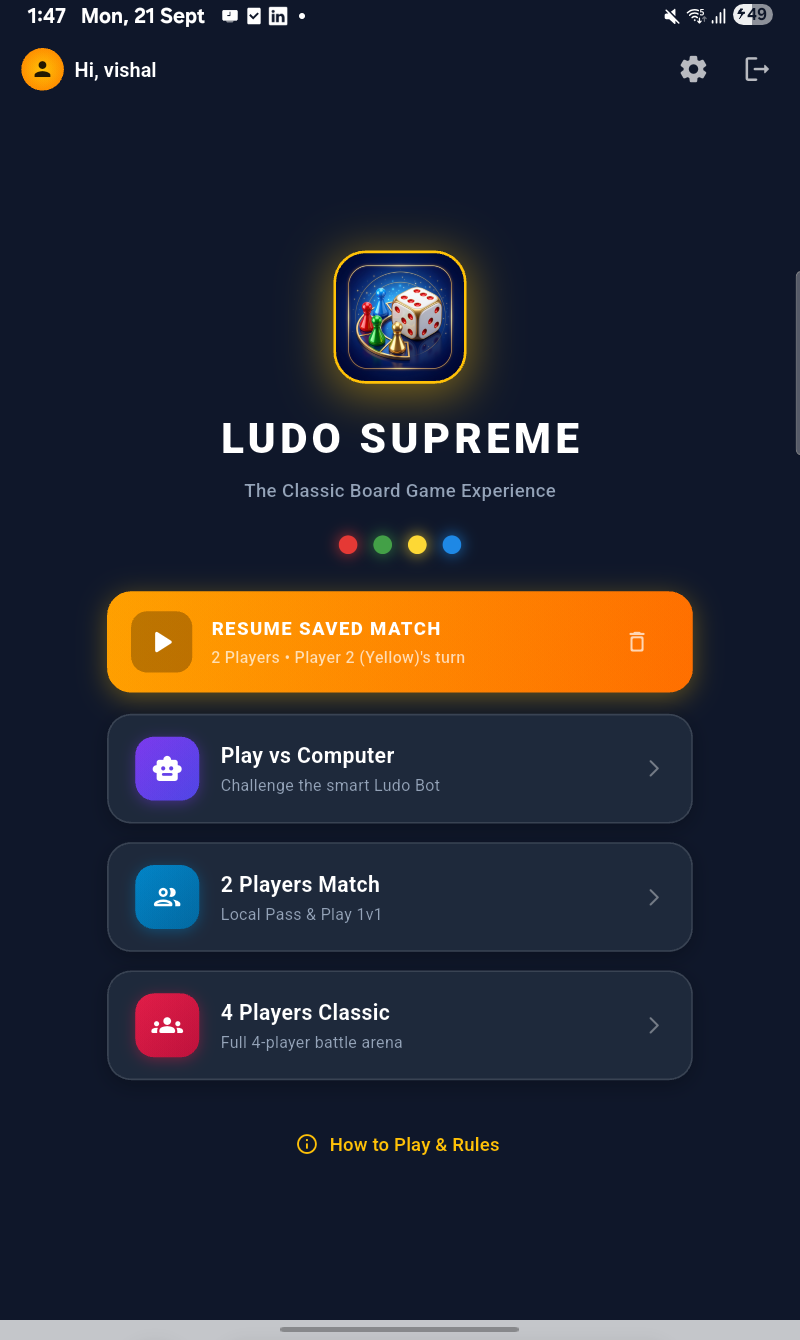 1:47 Mon, 21 Sept 49
Hi, vishal
LUDO SUPREME
The Classic Board Game Experience
RESUME SAVED MATCH
2 Players • Player 2 (Yellow)'s turn
Play vs Computer
Challenge the smart Ludo Bot
2 Players Match
Local Pass & Play 1v1
4 Players Classic
Full 4-player battle arena
How to Play & Rules